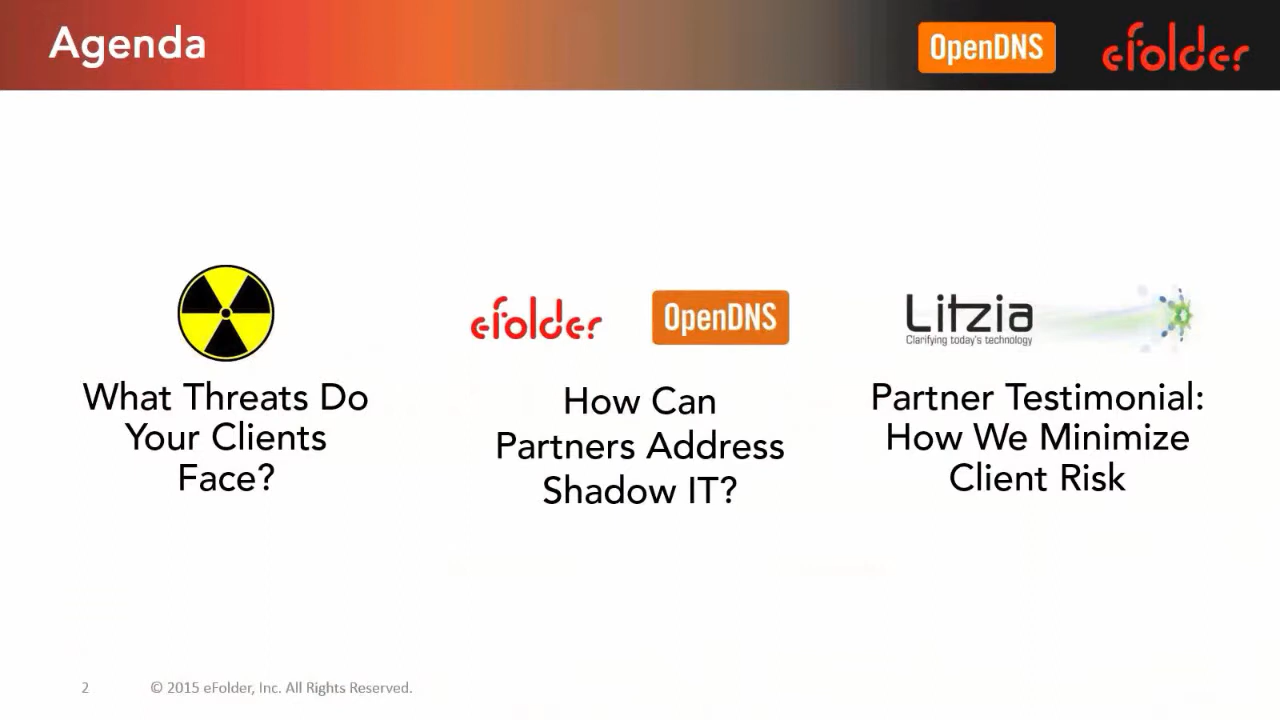 Agenda
OpenDNS
eFolder
What Threats Do
Your Clients
Face?
eFolder
OpenDNS
How Can
Partners Address
Shadow IT?
Litzia
Clarifying today's technology
Partner Testimonial:
How We Minimize
Client Risk
2
© 2015 eFolder, Inc. All Rights Reserved.